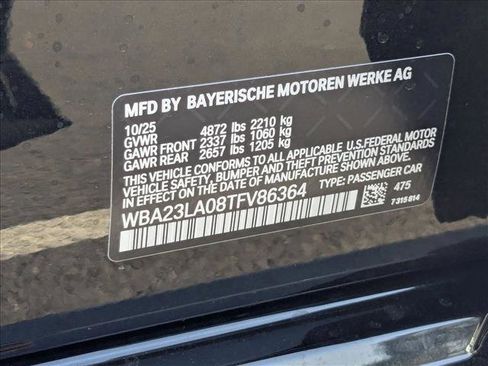 MFD BY BAYERISCHE MOTOREN WERKE AG
10/25
GVWR 4872 lbs 2210 kg
GAWR FRONT 2337 lbs 1060 kg
GAWR REAR 2657 lbs 1205 kg
THIS VEHICLE CONFORMS TO ALL APPLICABLE U.S.FEDERAL MOTOR
VEHICLE SAFETY, BUMPER AND THEFT PREVENTION STANDARDS
IN EFFECT ON THE DATE OF MANUFACTURE SHOWN ABOVE.
WBA23LA08TFV86364 TYPE: PASSENGER CAR
475
7 315 814